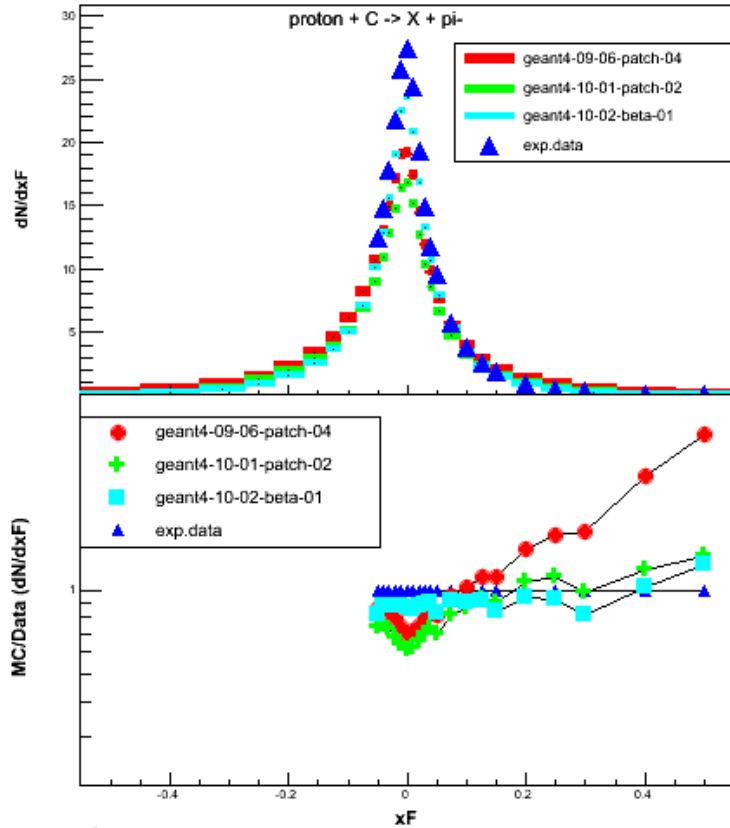 proton + C -> X + pi-
30
25
20
15
10
5
dN/dxF
geant4-09-06-patch-04
geant4-10-01-patch-02
geant4-10-02-beta-01
exp.data
geant4-09-06-patch-04
geant4-10-01-patch-02
geant4-10-02-beta-01
exp.data
1
MC/Data (dN/dxF)
-0.4
-0.2
0
0.2
0.4
xF